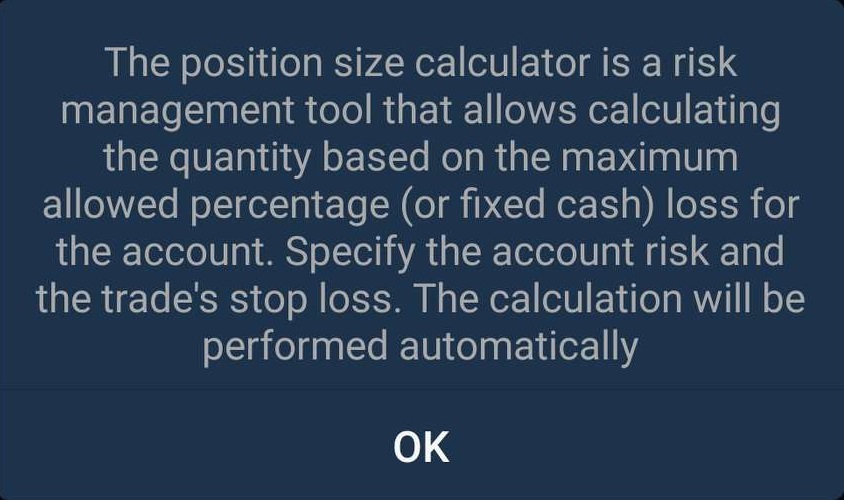 The position size calculator is a risk
management tool that allows calculating
the quantity based on the maximum
allowed percentage (or fixed cash) loss for
the account. Specify the account risk and
the trade's stop loss. The calculation will be
performed automatically
OK